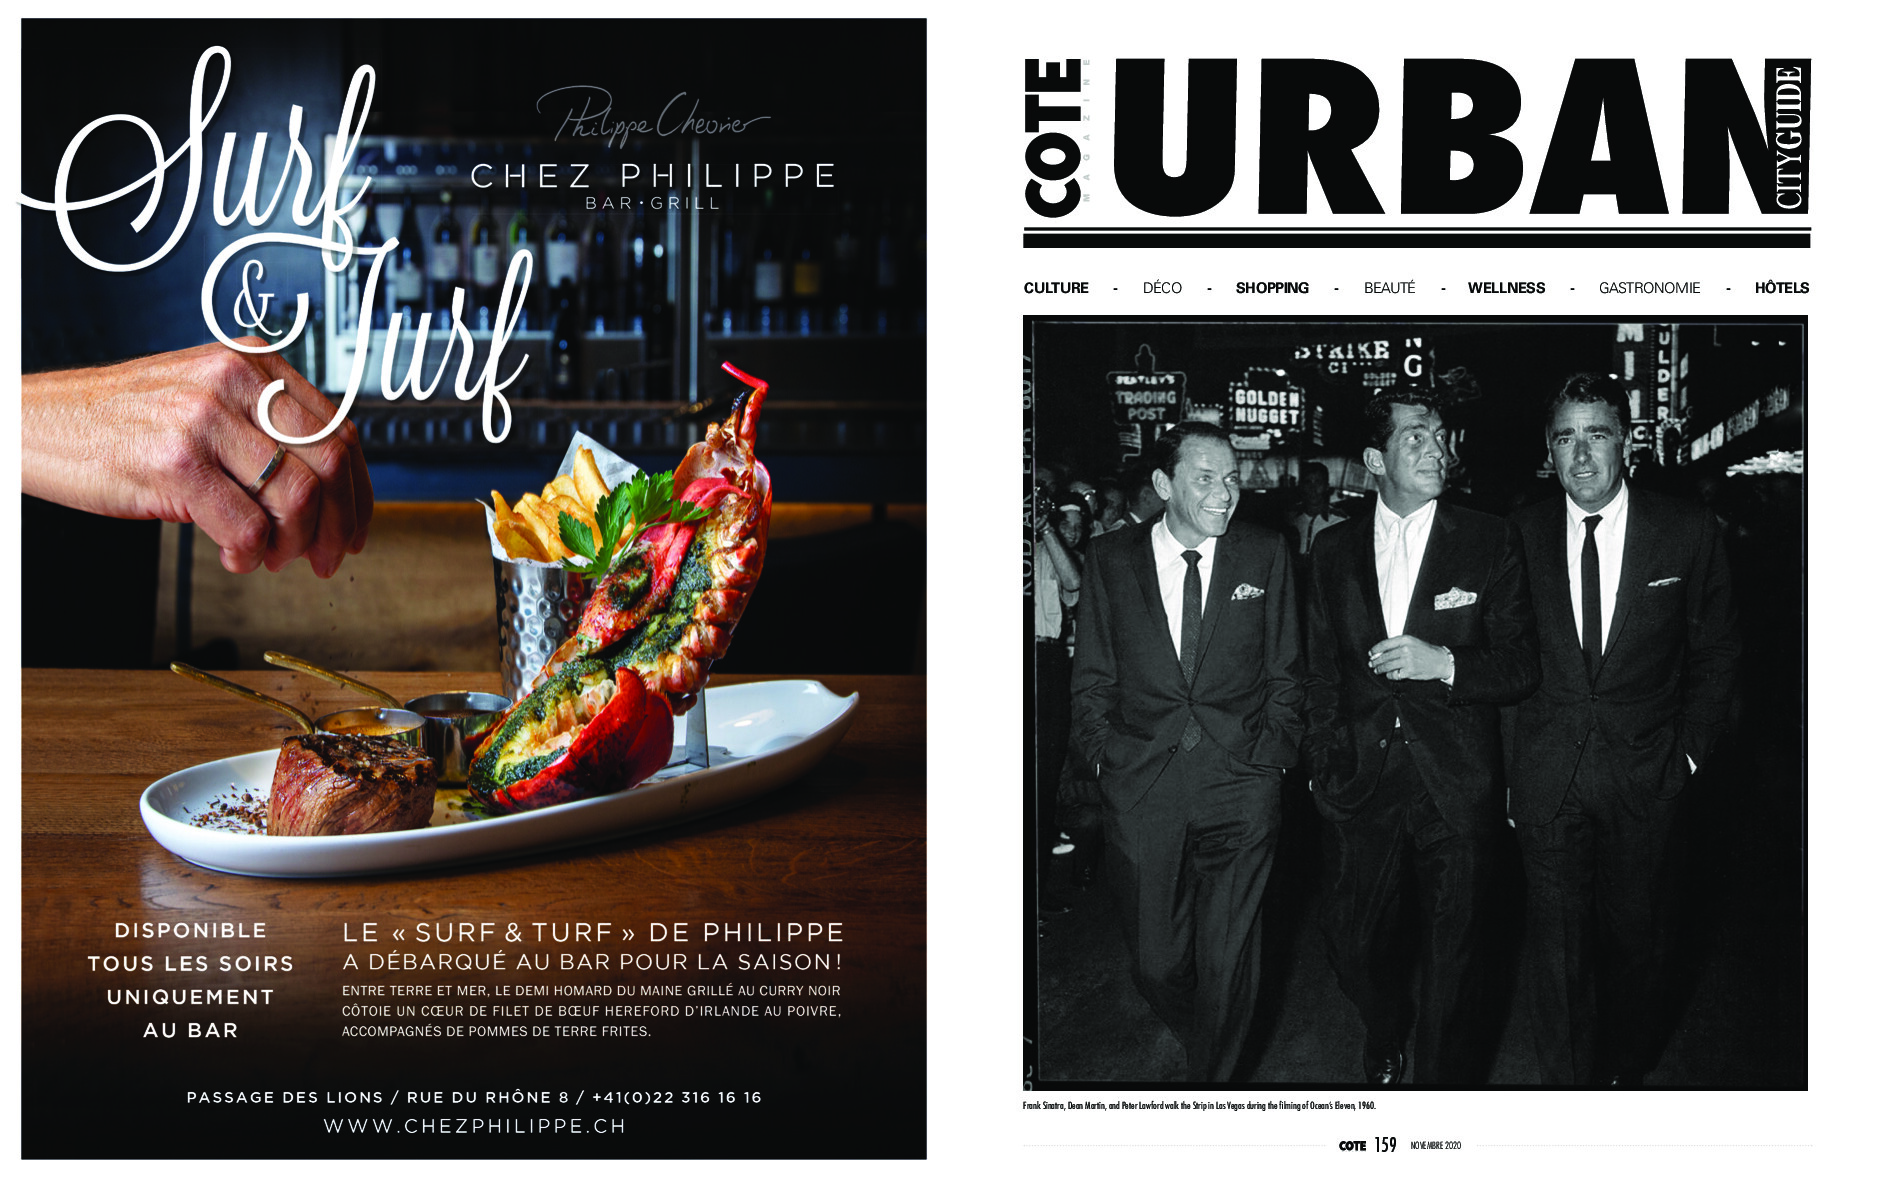 Surf
& Turf
Philippe Chevrier
CHEZ PHILIPPE
BAR • GRILL
DISPONIBLE
TOUS LES SOIRS
UNIQUEMENT
AU BAR
LE « SURF & TURF » DE PHILIPPE
A DÉBARQUÉ AU BAR POUR LA SAISON !
ENTRE TERRE ET MER, LE DEMI HOMARD DU MAINE GRILLÉ AU CURRY NOIR
CÔTOIE UN CŒUR DE FILET DE BŒUF HEREFORD D'IRLANDE AU POIVRE,
ACCOMPAGNÉS DE POMMES DE TERRE FRITES.
PASSAGE DES LIONS / RUE DU RHÔNE 8 / +41(0)22 316 16 16
WWW.CHEZPHILIPPE.CH
COTE
MAGAZINE
URBAN
CITYGUIDE
CULTURE - DÉCO - SHOPPING - BEAUTÉ - WELLNESS - GASTRONOMIE - HÔTELS
STRIKE
TRADING
POST
GOLDEN
NUGGET
Frank Sinatra, Dean Martin, and Peter Lawford walk the Strip in Las Vegas during the filming of Ocean's Eleven, 1960.
COTE 159 NOVEMBRE 2020